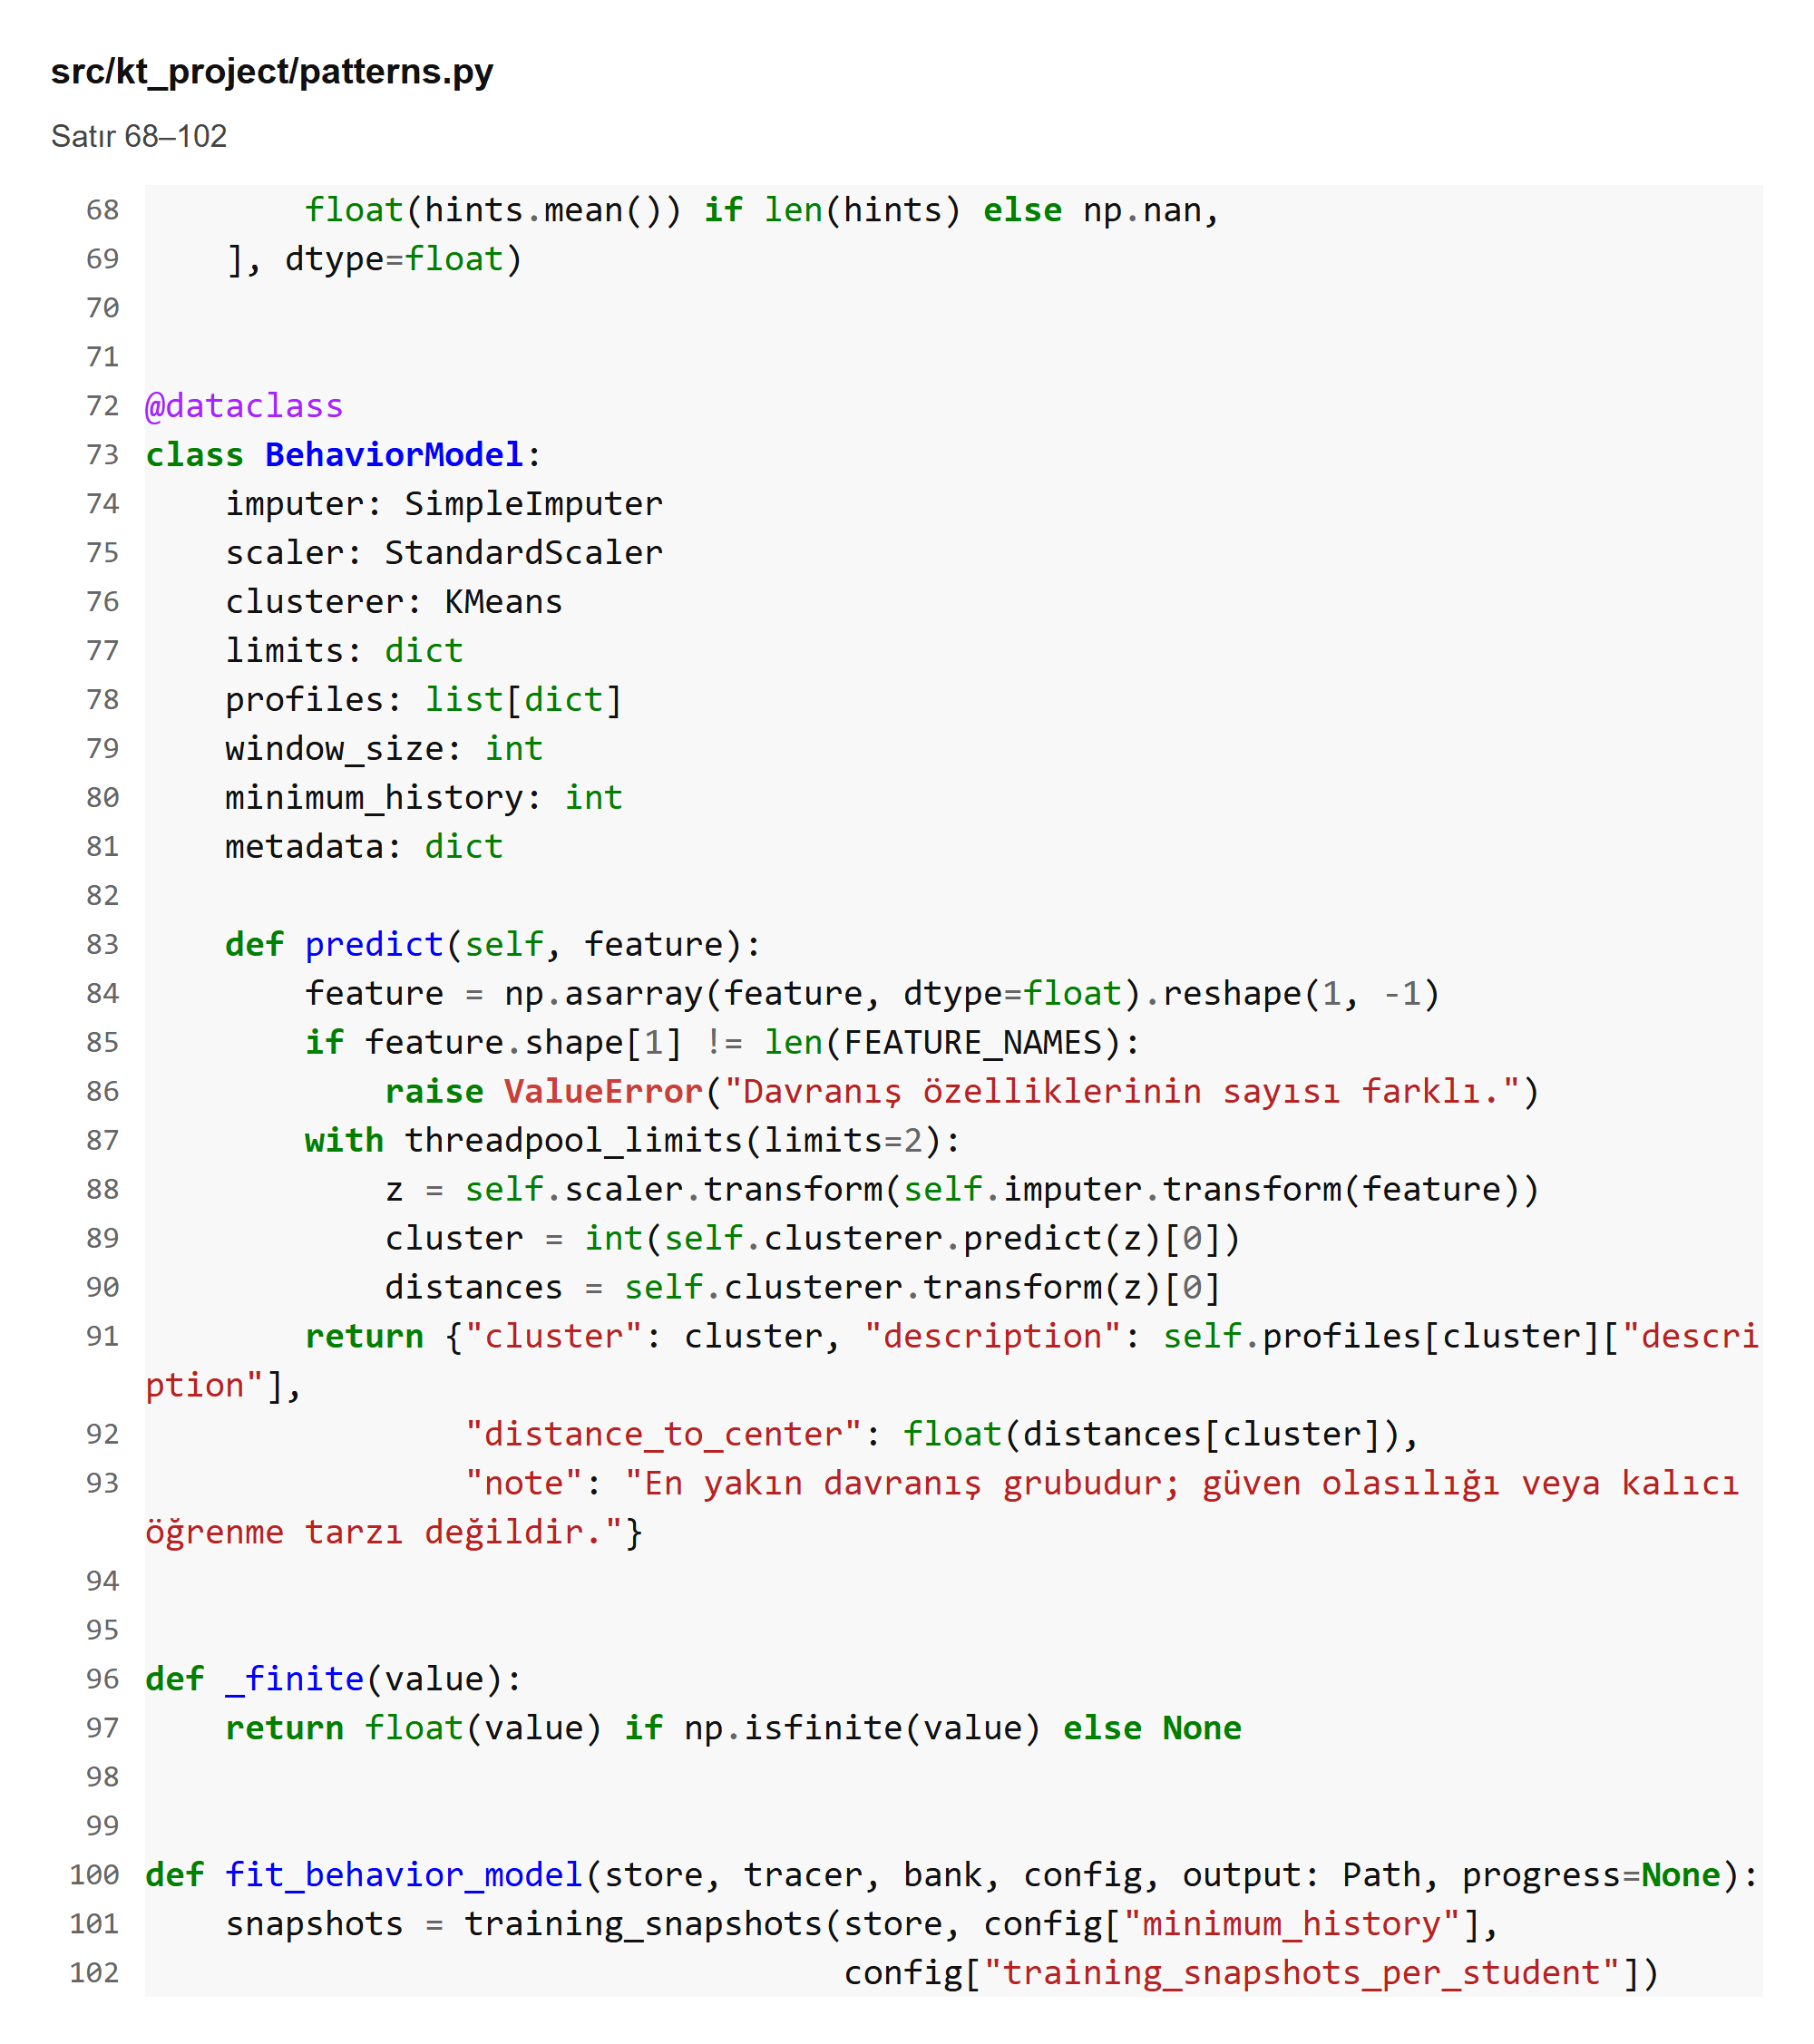 src/kt_project/patterns.py
Satır 68–102
68         float(hints.mean()) if len(hints) else np.nan,
69     ], dtype=float)
70
71
72 @dataclass
73 class BehaviorModel:
74     imputer: SimpleImputer
75     scaler: StandardScaler
76     clusterer: KMeans
77     limits: dict
78     profiles: list[dict]
79     window_size: int
80     minimum_history: int
81     metadata: dict
82
83     def predict(self, feature):
84         feature = np.asarray(feature, dtype=float).reshape(1, -1)
85         if feature.shape[1] != len(FEATURE_NAMES):
86             raise ValueError("Davranış özelliklerinin sayısı farklı.")
87         with threadpool_limits(limits=2):
88             z = self.scaler.transform(self.imputer.transform(feature))
89             cluster = int(self.clusterer.predict(z)[0])
90             distances = self.clusterer.transform(z)[0]
91         return {"cluster": cluster, "description": self.profiles[cluster]["descri
ption"],
92                 "distance_to_center": float(distances[cluster]),
93                 "note": "En yakın davranış grubudur; güven olasılığı veya kalıcı
öğrenme tarzı değildir."}
94
95
96 def _finite(value):
97     return float(value) if np.isfinite(value) else None
98
99
100 def fit_behavior_model(store, tracer, bank, config, output: Path, progress=None):
101     snapshots = training_snapshots(store, config["minimum_history"],
102                                    config["training_snapshots_per_student"])